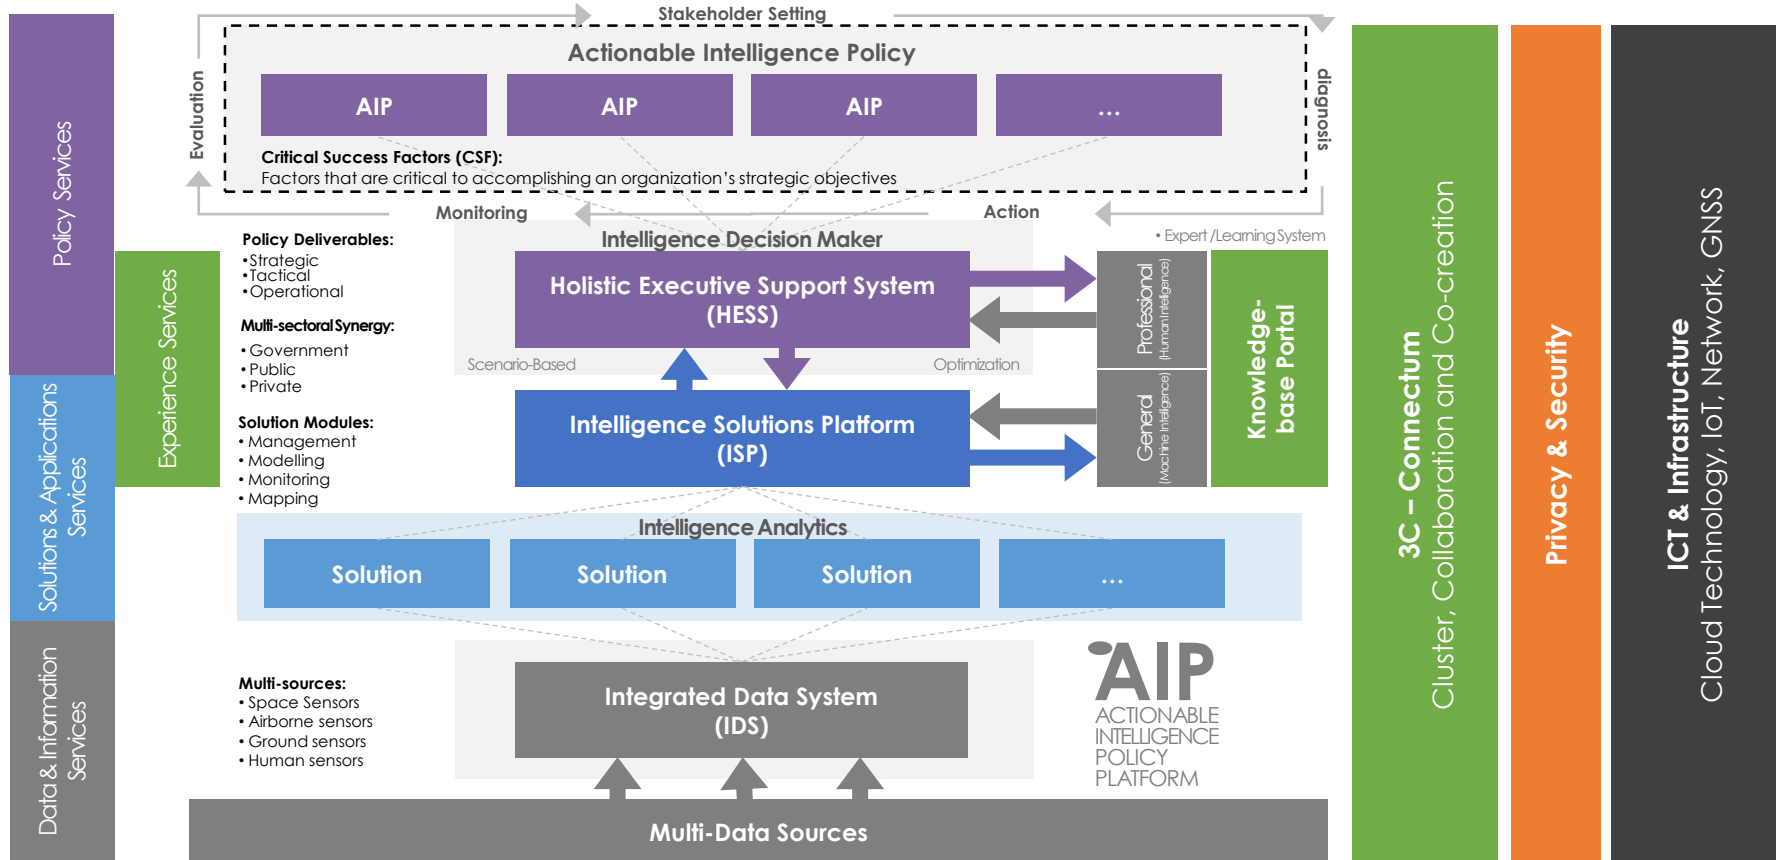 Stakeholder Setting
Actionable Intelligence Policy
AIP
AIP
AIP
...
Critical Success Factors (CSF):
Factors that are critical to accomplishing an organization's strategic objectives
Evaluation
diagnosis
Monitoring
Action
Policy Services
Experience Services
Solutions & Applications
Services
Data & Information
Services
Policy Deliverables:
•Strategic
•Tactical
•Operational
Multi-sectoral Synergy:
• Government
• Public
• Private
Solution Modules:
• Management
• Modelling
• Monitoring
• Mapping
Intelligence Decision Maker
Holistic Executive Support System
(HESS)
Scenario-Based
Optimization
Intelligence Solutions Platform
(ISP)
• Expert /Learning System
Professional
(Human Intelligence)
General
(Machine Intelligence)
Knowledge-
base Portal
Intelligence Analytics
Solution
Solution
Solution
...
Multi-sources:
• Space Sensors
• Airborne sensors
• Ground sensors
• Human sensors
Integrated Data System
(IDS)
AIP
ACTIONABLE
INTELLIGENCE
POLICY
PLATFORM
Multi-Data Sources
3C – Connectum
Cluster, Collaboration and Co-creation
Privacy & Security
ICT & Infrastructure
Cloud Technology, IoT, Network, GNSS